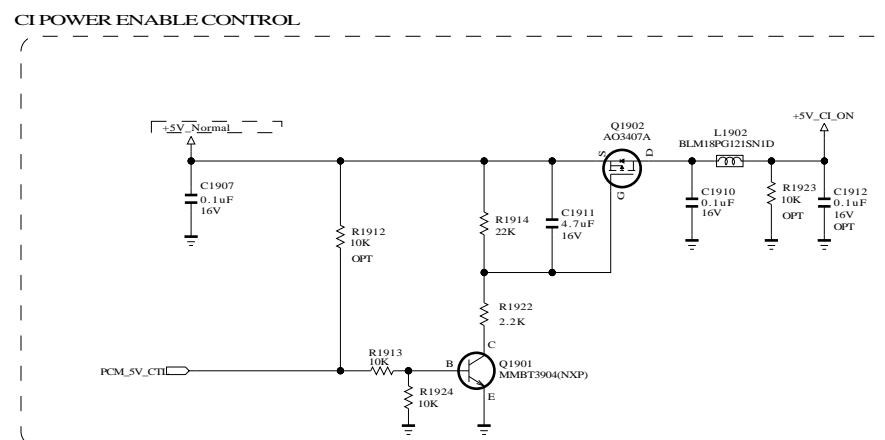 CI POWER ENABLE CONTROL
+5V_Normal
Q1902
AO3407A
L1902
BLM18PG121SN1D
+5V_CI_ON
S
D
G
C1907
0.1uF
16V
R1912
10K
OPT
R1914
22K
C1911
4.7uF
16V
C1910
0.1uF
16V
R1923
10K
OPT
C1912
0.1uF
16V
OPT
R1922
2.2K
PCM_5V_CTL
R1913
10K
B
C
Q1901
MMBT3904(NXP)
E
R1924
10K